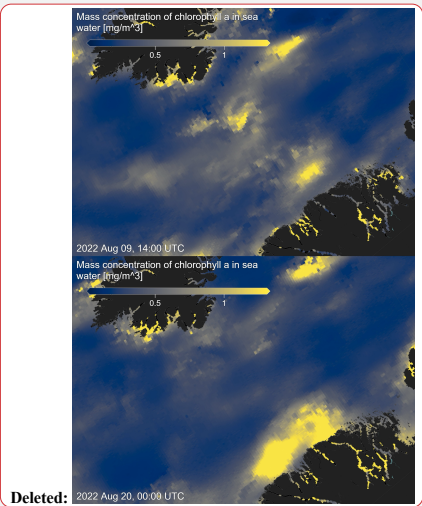 Mass concentration of chlorophyll a in sea
water [mg/m^3]
0.5 1
2022 Aug 09, 14:00 UTC
Mass concentration of chlorophyll a in sea
water [mg/m^3]
0.5 1
Deleted: 2022 Aug 20, 00:09 UTC